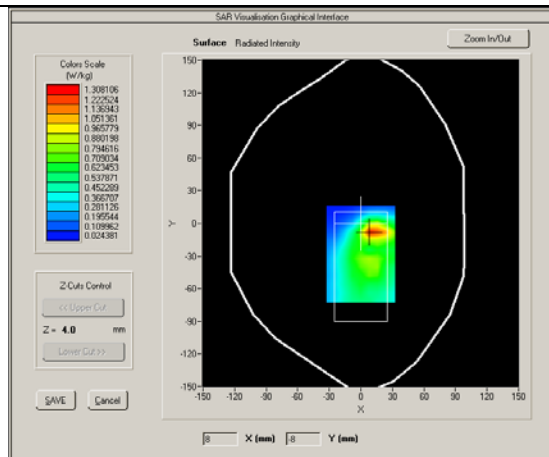 SAR Visualisation Graphical Interface
Surface Radiated Intensity
Zoom In/Out
Colors Scale
(W/kg)
1.308106
1.222524
1.136943
1.051361
0.965779
0.880198
0.794616
0.709034
0.623453
0.537871
0.452289
0.366707
0.281126
0.195544
0.109962
0.024381
Z-Cuts Control
<< Upper Cut
Z = 4.0 mm
Lower Cut >>
SAVE Cancel
150
120
90
60
30
0
-30
-60
-90
-120
-150
Y
-150 -120 -90 -60 -30 0 30 60 90 120 150
X
8 X (mm) -8 Y (mm)